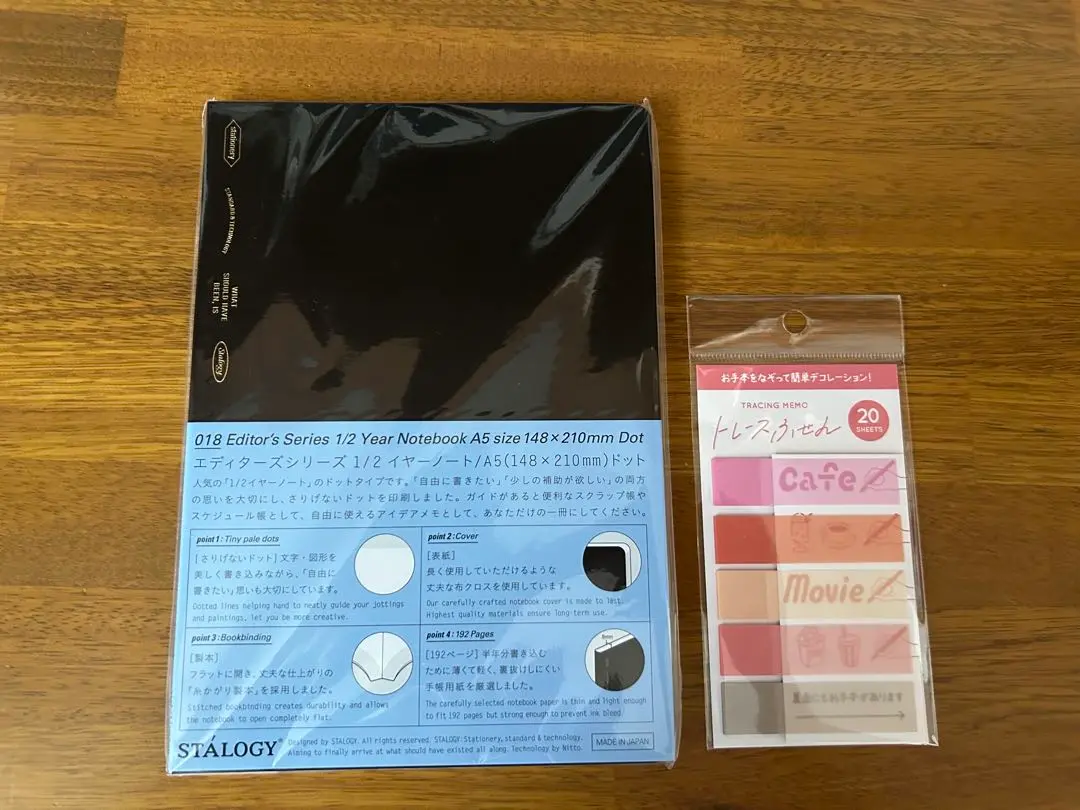 Stationery
STANDARD & TECHNOLOGY
WHAT
SHOULD HAVE
BEEN, IS
Stálogy
018 Editor's Series 1/2 Year Notebook A5 size 148×210mm Dot
エディターズシリーズ 1/2 イヤーノート/A5(148×210mm)ドット
人気の「1/2イヤーノート」のドットタイプです。「自由に書きたい」「少しの補助が欲しい」の両方
の思いを大切にし、さりげないドットを印刷しました。ガイドがあると便利なスクラップ帳や
スケジュール帳として、自由に使えるアイデアメモとして、あなただけの一冊にしてください。
point 1: Tiny pale dots
[さりげないドット] 文字・図形を
美しく書き込みながら、「自由に
書きたい」思いも大切にしています。
Dotted lines helping hard to neatly guide your jottings
and paintings, let you be more creative.
point 2: Cover
[表紙]
長く使用していただけるような
丈夫な布クロスを使用しています。
Our carefully crafted notebook cover is made to last.
Highest quality materials ensure long-term use.
point 3: Bookbinding
[製本]
フラットに開き、丈夫な仕上がりの
「糸かがり製本」を採用しました。
Stitched bookbinding creates durability and allows
the notebook to open completely flat.
point 4: 192 Pages
8mm
[192ページ] 半年分書き込む
ために薄くて軽く、裏抜けしにくい
手帳用紙を厳選しました。
The carefully selected notebook paper is thin and light enough
to fit 192 pages but strong enough to prevent ink bleed.
STÁLOGY®
Designed by STALOGY. All rights reserved. STALOGY: Stationery, standard & technology.
Aiming to finally arrive at what should have existed all along. Technology by Nitto.
MADE IN JAPAN
お手本をなぞって簡単デコレーション!
TRACING MEMO
トレースふせん
20
SHEETS
Cafe
Movie
裏面にもお手本があります